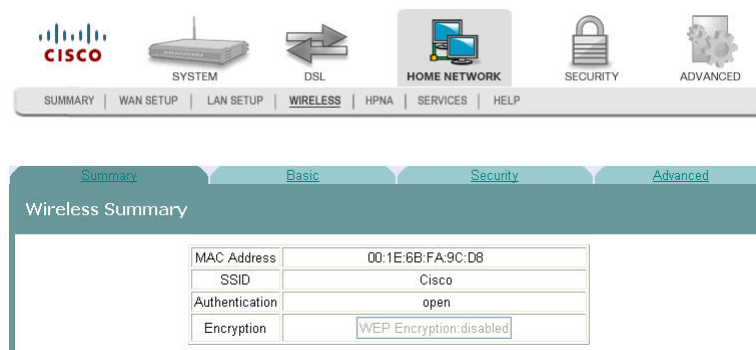 CISCO
SYSTEM
DSL
HOME NETWORK
SECURITY
ADVANCED
SUMMARY | WAN SETUP | LAN SETUP | WIRELESS | HPNA | SERVICES | HELP
Summary
Basic
Security
Advanced
Wireless Summary
MAC Address 00:1E:6B:FA:9C:D8
SSID Cisco
Authentication open
Encryption WEP Encryption:disabled